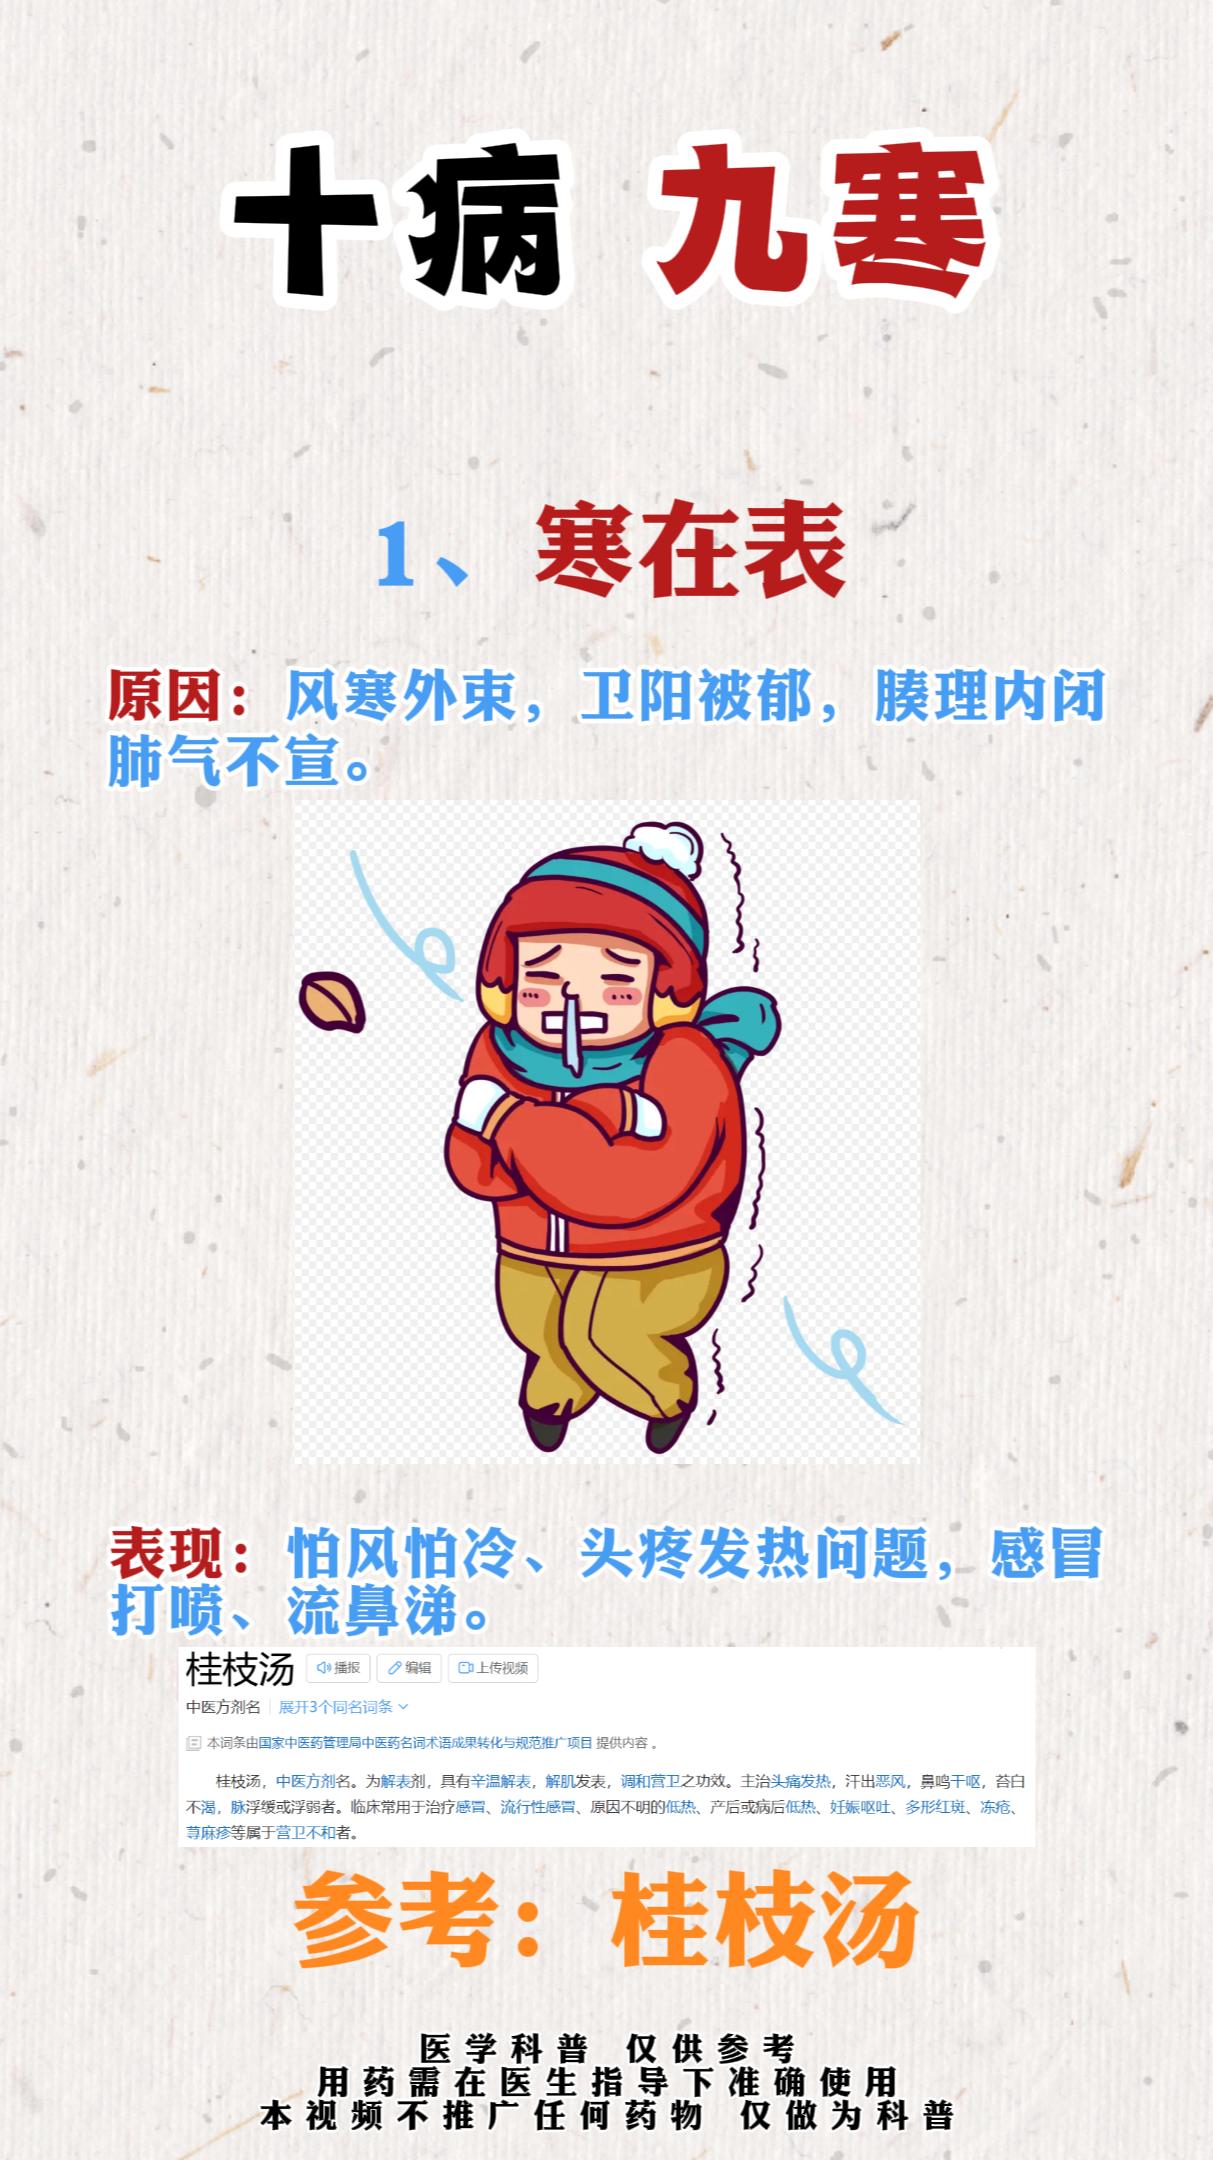 十病 九寒
1、寒在表
原因：风寒外束，卫阳被郁，腠理内闭
肺气不宣。
表现：怕风怕冷、头疼发热问题，感冒
打喷、流鼻涕。
桂枝汤 播报 编辑 上传视频
中医方剂名 展开3个同名词条
本词条由国家中医药管理局中医药名词术语成果转化与规范推广项目 提供内容 。
桂枝汤，中医方剂名。为解表剂，具有辛温解表，解肌发表，调和营卫之功效。主治头痛发热，汗出恶风，鼻鸣干呕，苔白
不渴，脉浮缓或浮弱者。临床常用于治疗感冒、流行性感冒、原因不明的低热、产后或病后低热、妊娠呕吐、多形红斑、冻疮、
荨麻疹等属于营卫不和者。
参考：桂枝汤
医学科普 仅供参考
用药需在医生指导下准确使用
本视频不推广任何药物 仅做为科普